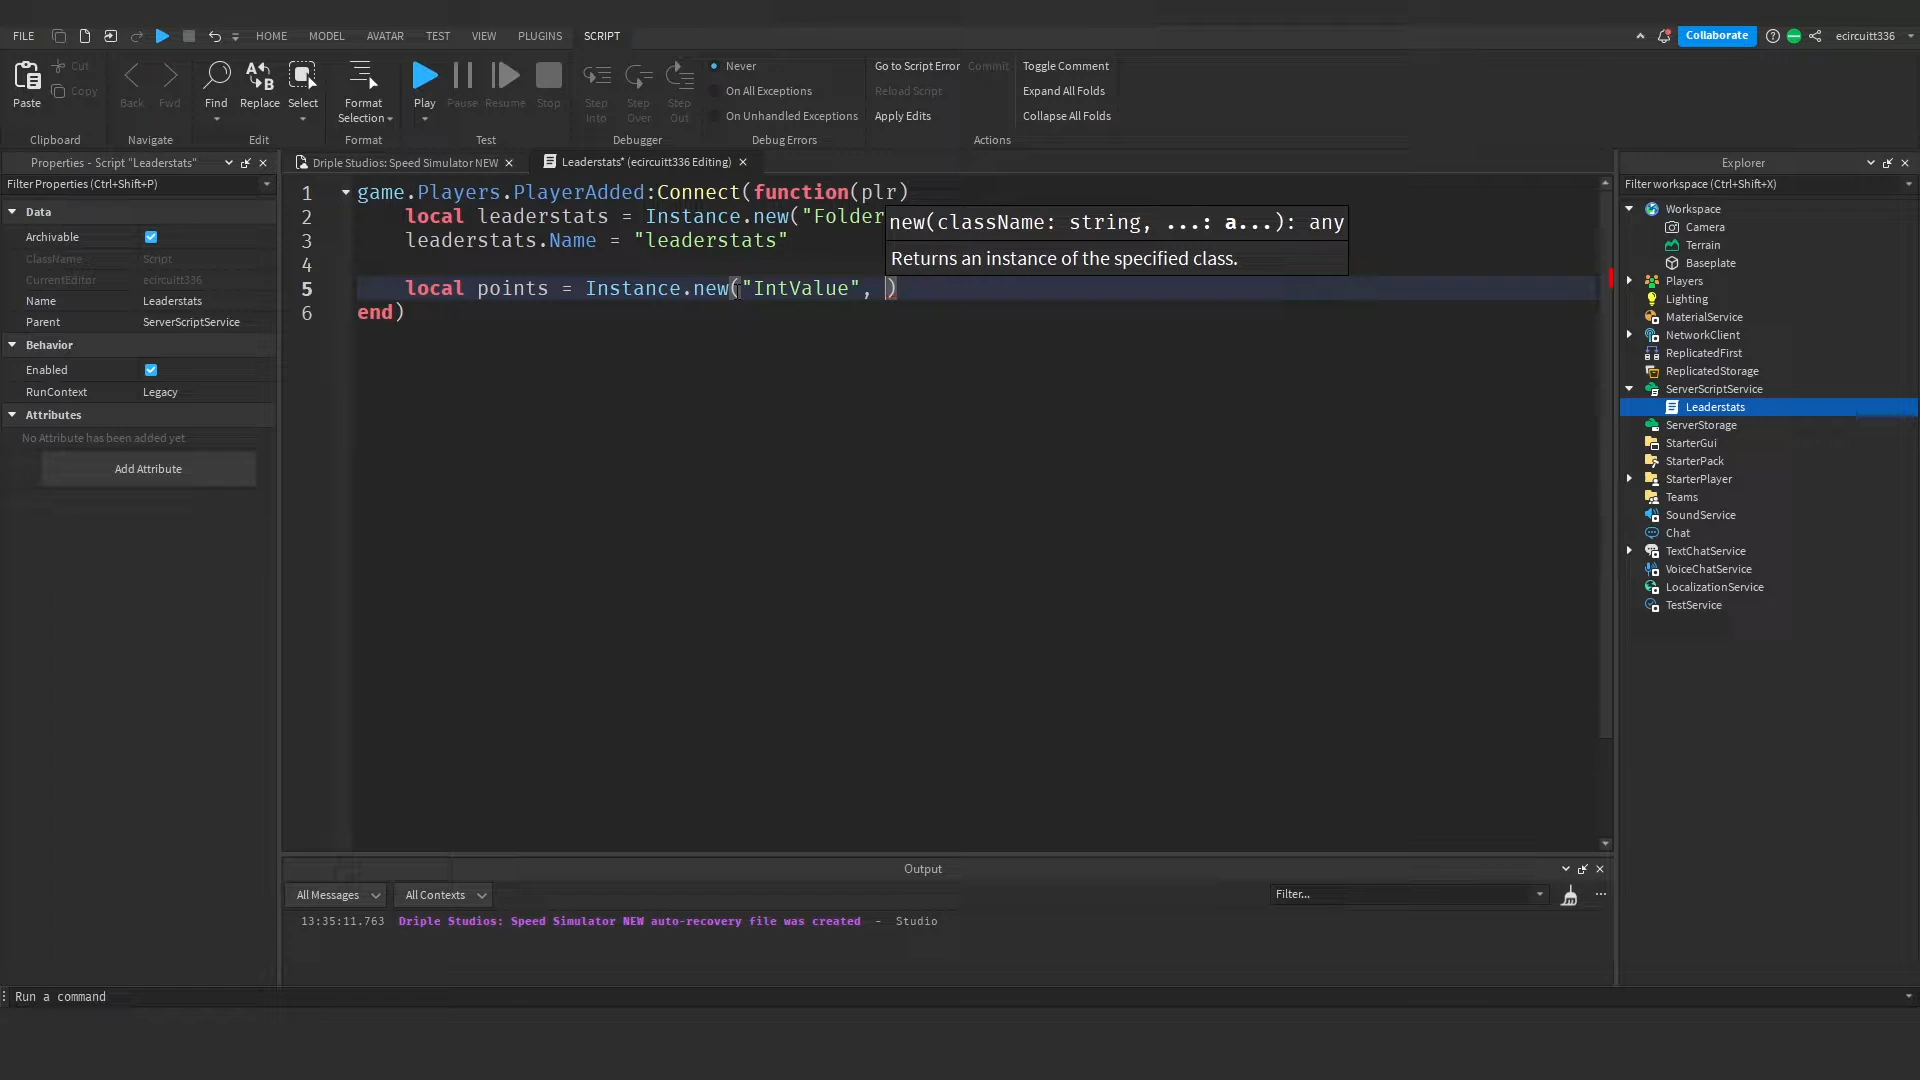 FILE HOME MODEL AVATAR TEST VIEW PLUGINS SCRIPT Collaborate ecircuitt336
Paste Cut Copy
Back Fwd
Find Replace Select
Format Selection
Play Pause Resume Stop
Step Into Step Over Step Out
Never
On All Exceptions
On Unhandled Exceptions
Go to Script Error Commit
Reload Script
Apply Edits
Toggle Comment
Expand All Folds
Collapse All Folds
Clipboard Navigate Edit Format Test Debugger Debug Errors Actions
Properties - Script "Leaderstats"
Filter Properties (Ctrl+Shift+P)
Data
Archivable
ClassName Script
CurrentEditor ecircuitt336
Name Leaderstats
Parent ServerScriptService
Behavior
Enabled
RunContext Legacy
Attributes
No Attribute has been added yet
Add Attribute
Driple Studios: Speed Simulator NEW
Leaderstats* (ecircuitt336 Editing)
1 game.Players.PlayerAdded:Connect(function(plr)
2 local leaderstats = Instance.new("Folder
3 leaderstats.Name = "leaderstats"
4
5 local points = Instance.new("IntValue", )
6 end)
new(className: string, ...: a...): any
Returns an instance of the specified class.
Output
All Messages All Contexts Filter...
13:35:11.763 Driple Studios: Speed Simulator NEW auto-recovery file was created - Studio
Run a command
Explorer
Filter workspace (Ctrl+Shift+X)
Workspace
Camera
Terrain
Baseplate
Players
Lighting
MaterialService
NetworkClient
ReplicatedFirst
ReplicatedStorage
ServerScriptService
Leaderstats
ServerStorage
StarterGui
StarterPack
StarterPlayer
Teams
SoundService
Chat
TextChatService
VoiceChatService
LocalizationService
TestService